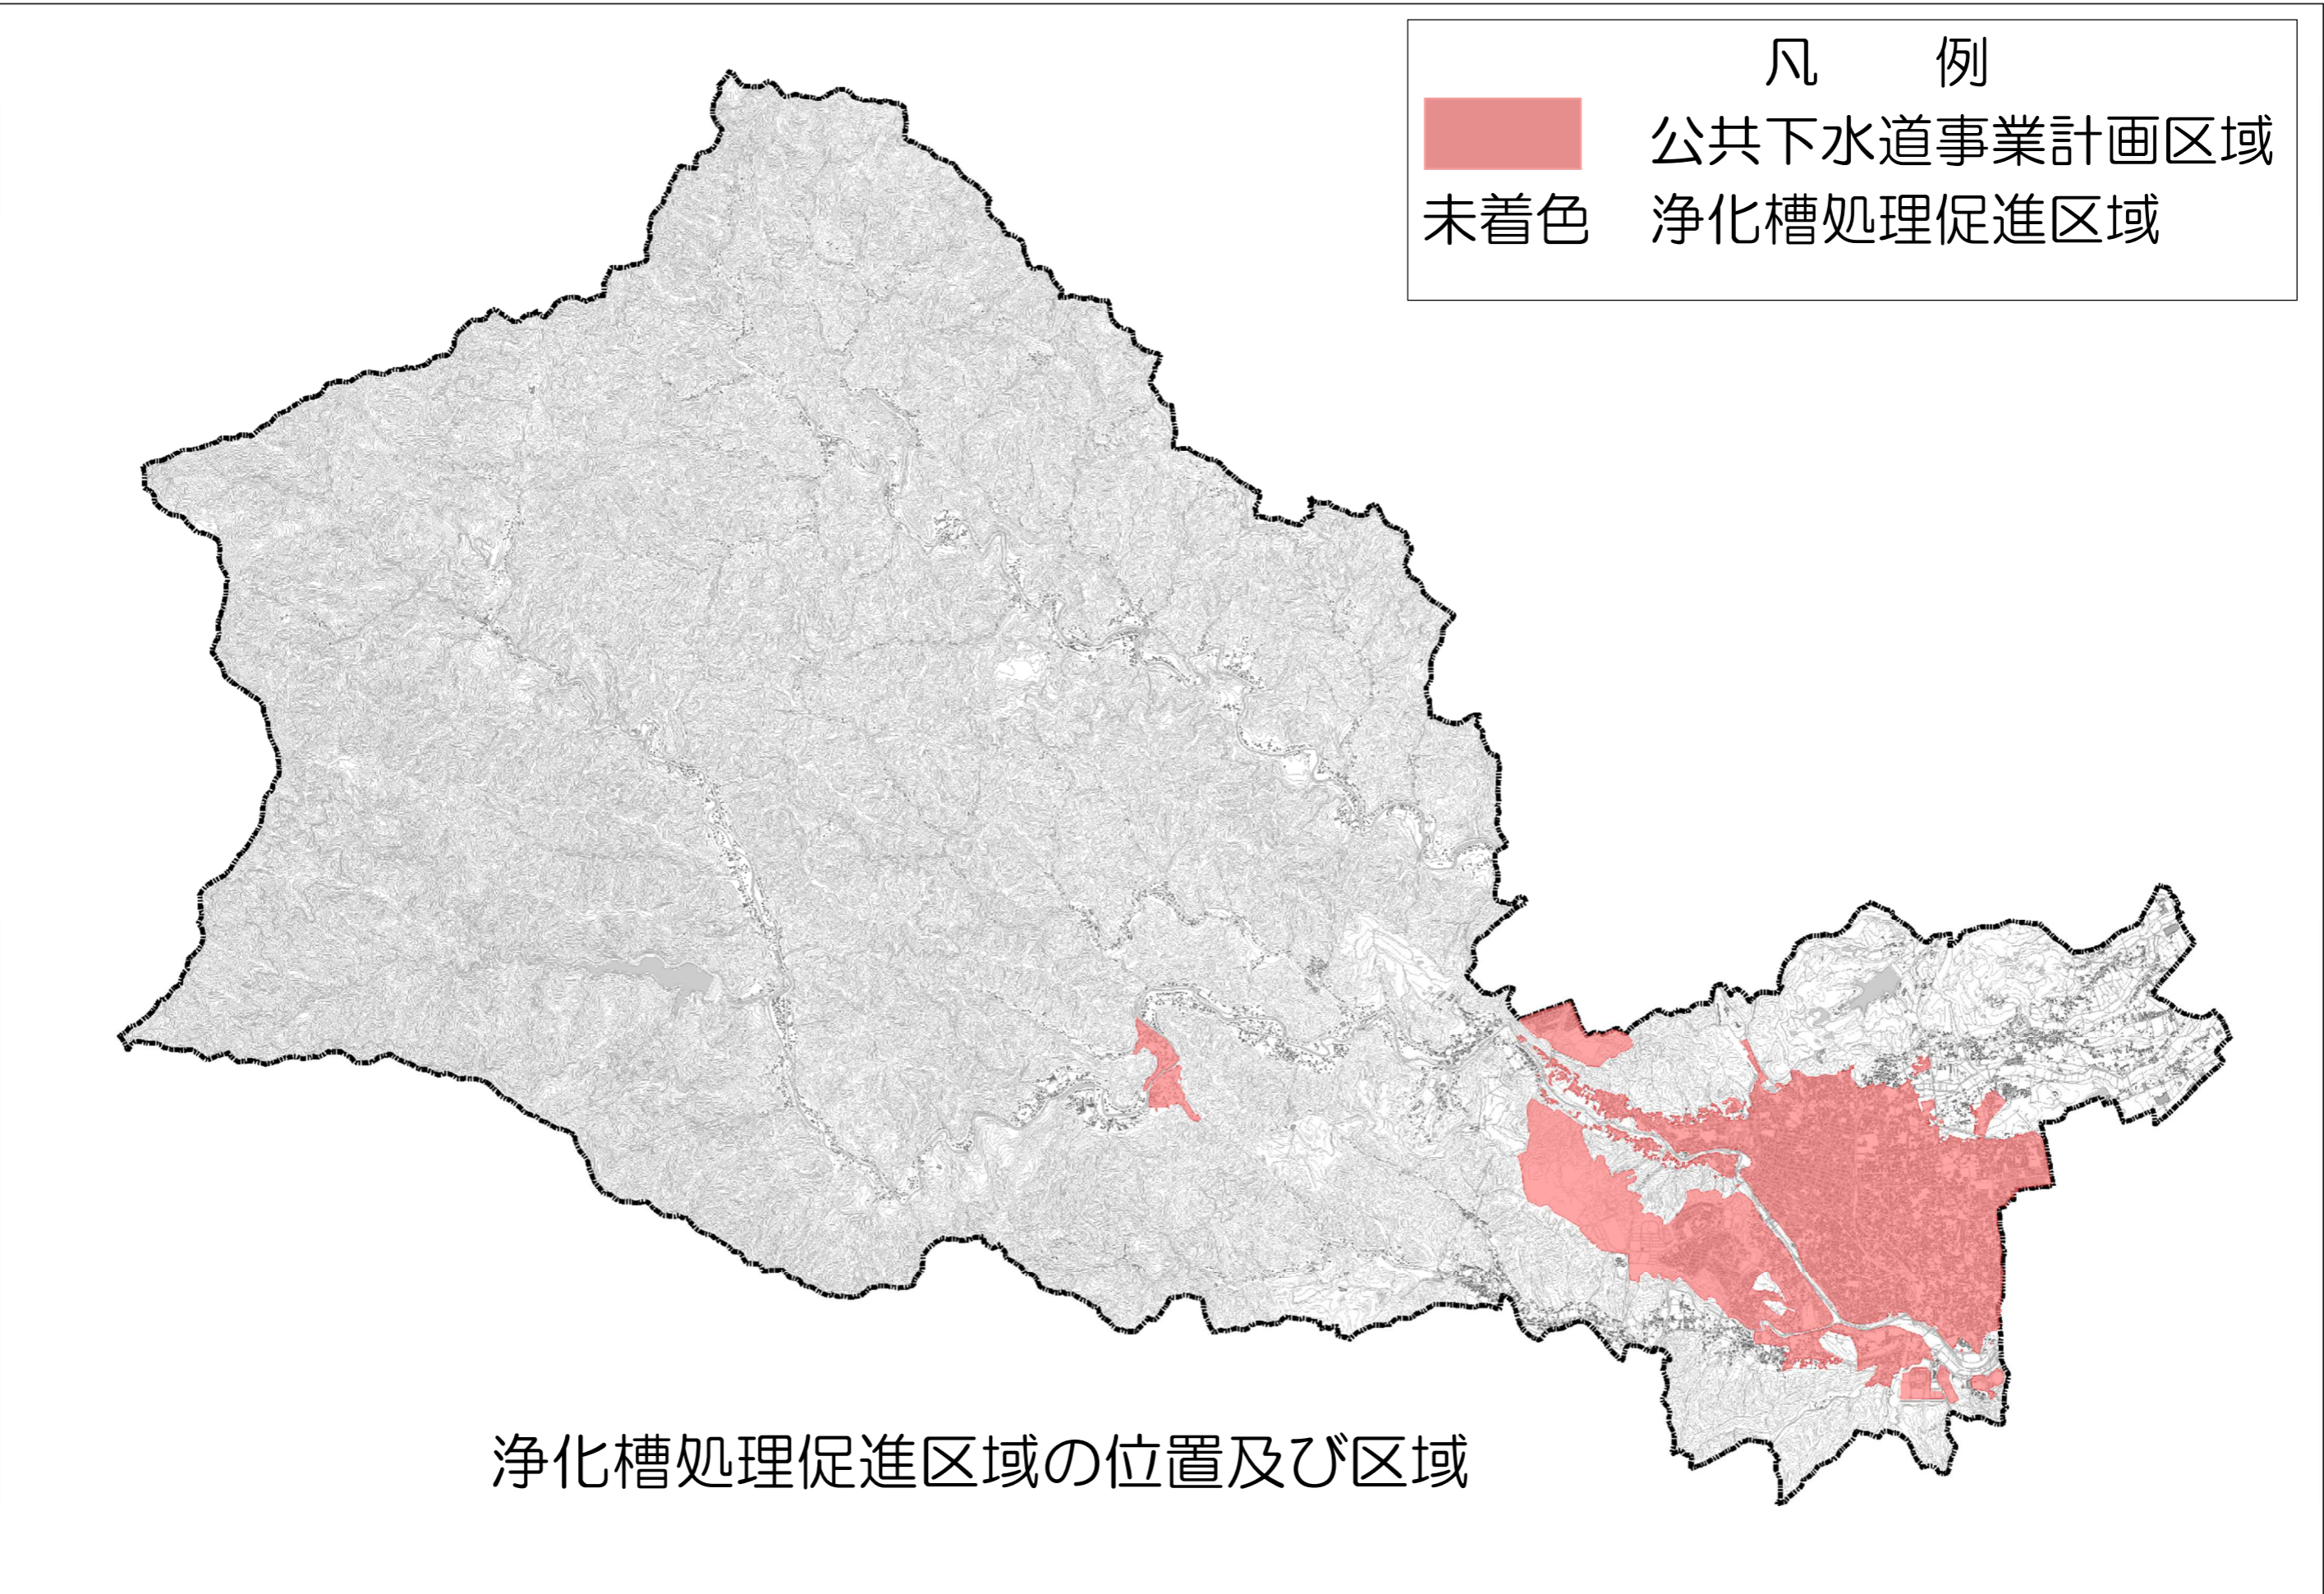 凡　例
公共下水道事業計画区域
未着色　浄化槽処理促進区域
浄化槽処理促進区域の位置及び区域